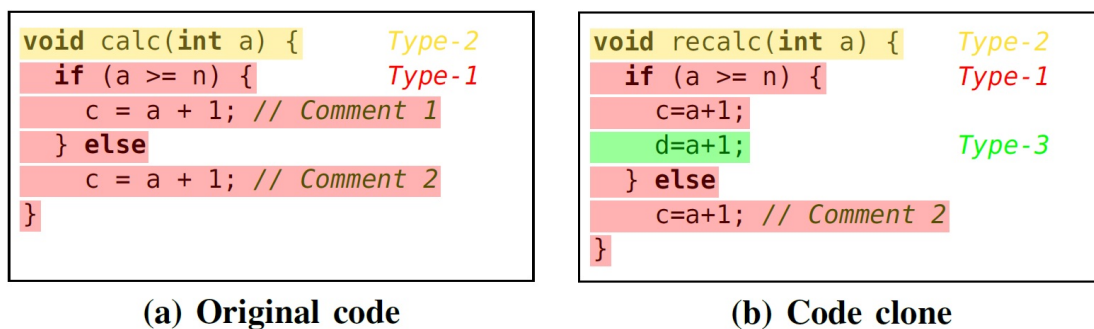 void calc(int a) { Type-2
if (a >= n) { Type-1
c = a + 1; // Comment 1
} else
c = a + 1; // Comment 2
}
(a) Original code
void recalc(int a) { Type-2
if (a >= n) { Type-1
c=a+1;
d=a+1; Type-3
} else
c=a+1; // Comment 2
}
(b) Code clone